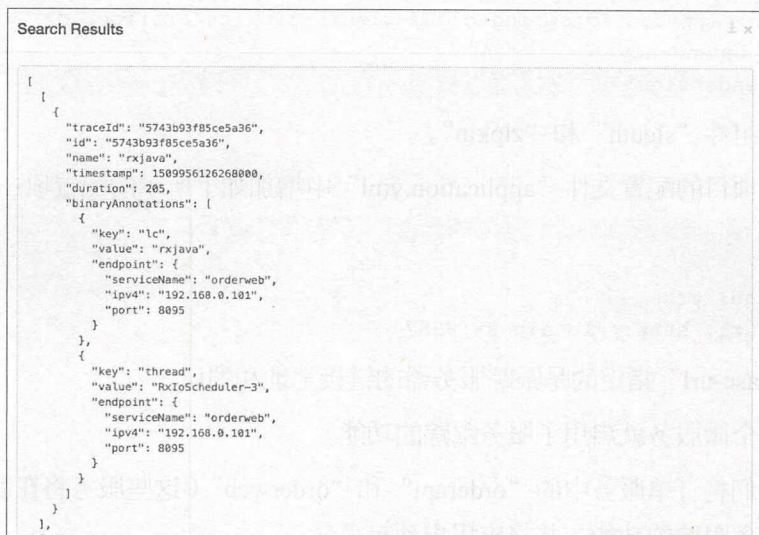 Search Results
[
[
{
"traceId": "5743b93f85ce5a36",
"id": "5743b93f85ce5a36",
"name": "rxjava",
"timestamp": 1509956126268000,
"duration": 205,
"binaryAnnotations": [
{
"key": "lc",
"value": "rxjava",
"endpoint": {
"serviceName": "orderweb",
"ipv4": "192.168.0.101",
"port": 8095
}
},
{
"key": "thread",
"value": "RxIoScheduler-3",
"endpoint": {
"serviceName": "orderweb",
"ipv4": "192.168.0.101",
"port": 8095
}
}
]
}
],